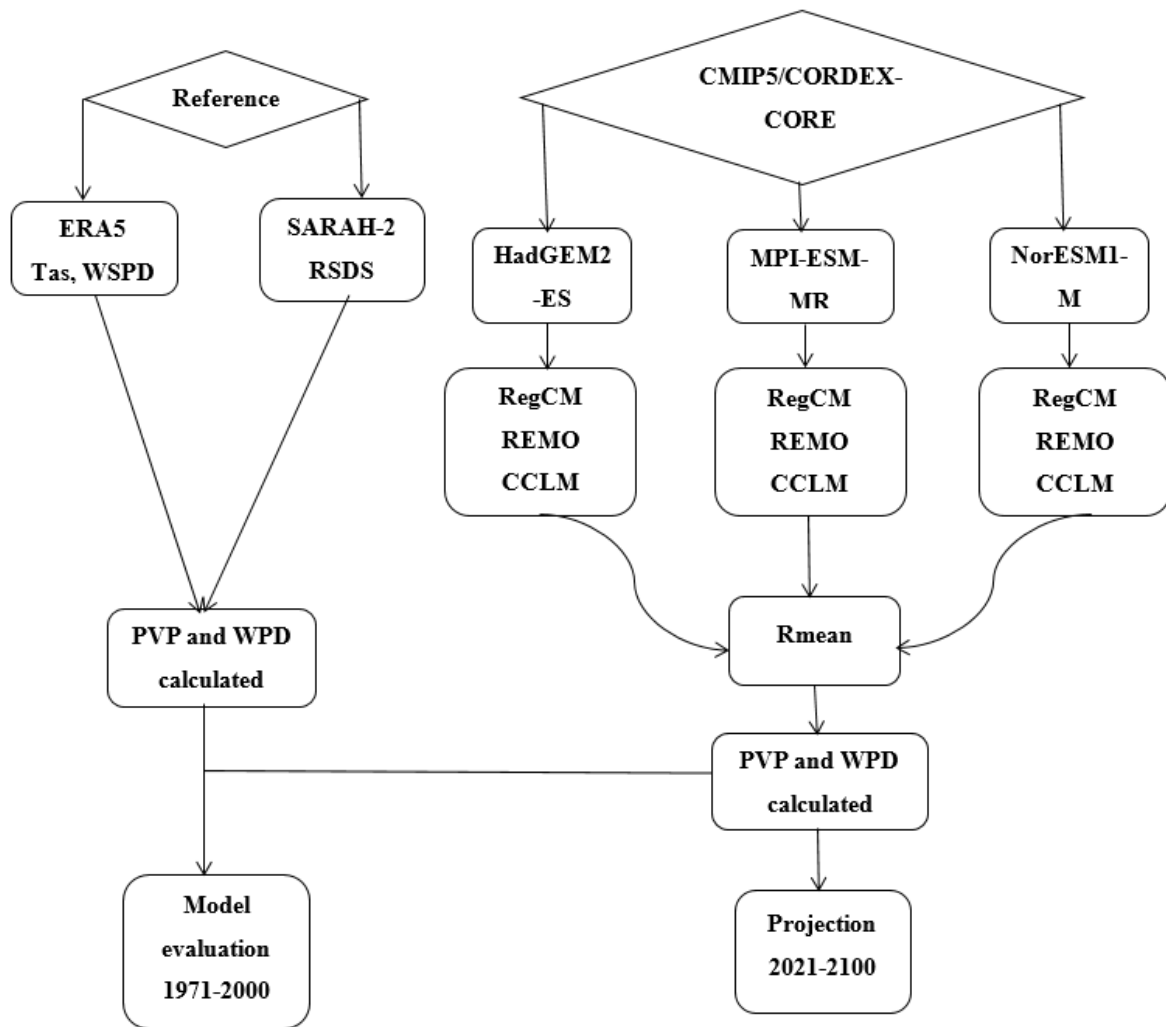 Reference
CMIP5/CORDEX-
CORE
ERA5
Tas, WSPD
SARAH-2
RSDS
HadGEM2
-ES
MPI-ESM-
MR
NorESM1-
M
RegCM
REMO
CCLM
RegCM
REMO
CCLM
RegCM
REMO
CCLM
PVP and WPD
calculated
Rmean
PVP and WPD
calculated
Model
evaluation
1971-2000
Projection
2021-2100